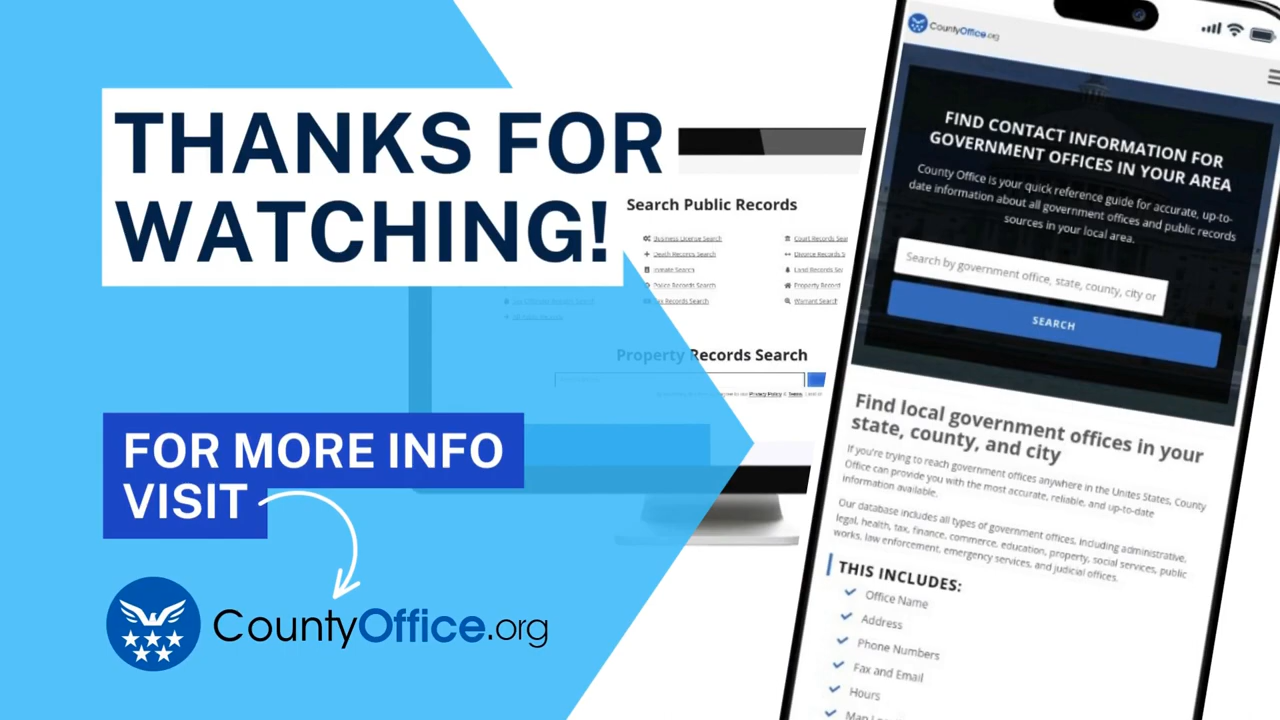 THANKS FOR
WATCHING!
FOR MORE INFO
VISIT
CountyOffice.org
Search Public Records
Business License Search
Death Records Search
Inmate Search
Police Records Search
Tax Records Search
Court Records Sear
Divorce Records S
Land Records Se
Property Record
Warrant Search
Property Records Search
Privacy Policy & Terms
CountyOffice.org
FIND CONTACT INFORMATION FOR
GOVERNMENT OFFICES IN YOUR AREA
County Office is your quick reference guide for accurate, up-to-
date information about all government offices and public records
sources in your local area.
Search by government office, state, county, city or
SEARCH
Find local government offices in your
state, county, and city
If you're trying to reach government offices anywhere in the Unites States, County
Office can provide you with the most accurate, reliable, and up-to-date
information available.
Our database includes all types of government offices, including administrative,
legal, health, tax, finance, commerce, education, property, social services, public
works, law enforcement, emergency services, and judicial offices.
THIS INCLUDES:
Office Name
Address
Phone Numbers
Fax and Email
Hours
Map